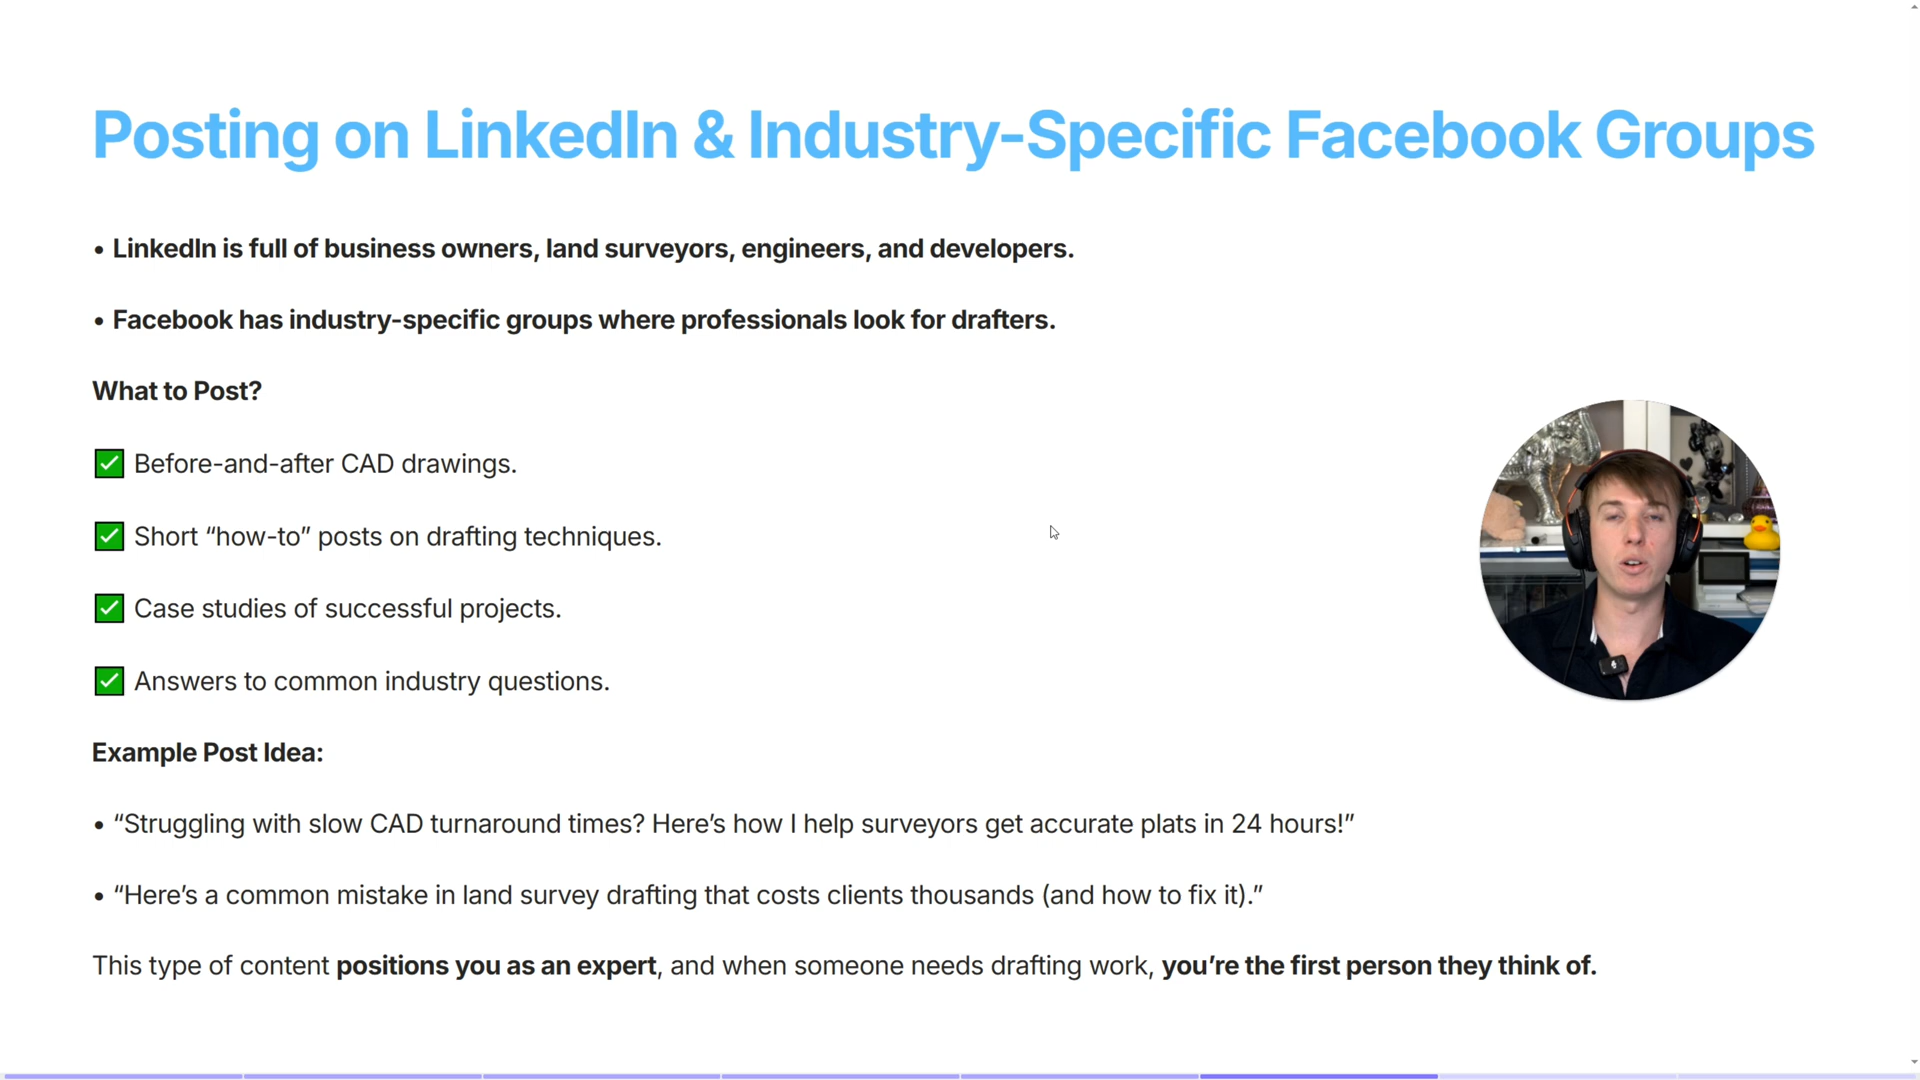 Posting on LinkedIn & Industry-Specific Facebook Groups
• LinkedIn is full of business owners, land surveyors, engineers, and developers.
• Facebook has industry-specific groups where professionals look for drafters.
What to Post?
✅ Before-and-after CAD drawings.
✅ Short “how-to” posts on drafting techniques.
✅ Case studies of successful projects.
✅ Answers to common industry questions.
Example Post Idea:
• “Struggling with slow CAD turnaround times? Here’s how I help surveyors get accurate plats in 24 hours!”
• “Here’s a common mistake in land survey drafting that costs clients thousands (and how to fix it).”
This type of content positions you as an expert, and when someone needs drafting work, you’re the first person they think of.